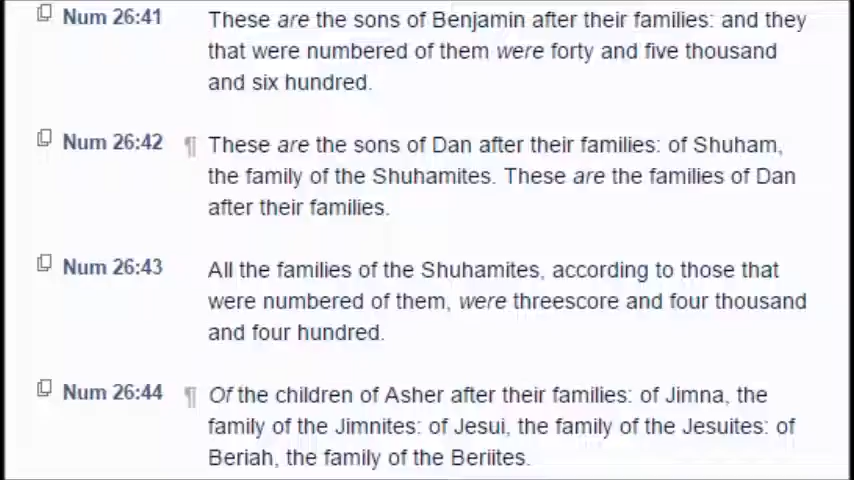 Num 26:41 These are the sons of Benjamin after their families: and they
that were numbered of them were forty and five thousand
and six hundred.
Num 26:42 ¶ These are the sons of Dan after their families: of Shuham,
the family of the Shuhamites. These are the families of Dan
after their families.
Num 26:43 All the families of the Shuhamites, according to those that
were numbered of them, were threescore and four thousand
and four hundred.
Num 26:44 ¶ Of the children of Asher after their families: of Jimna, the
family of the Jimnites: of Jesui, the family of the Jesuites: of
Beriah, the family of the Beriites.